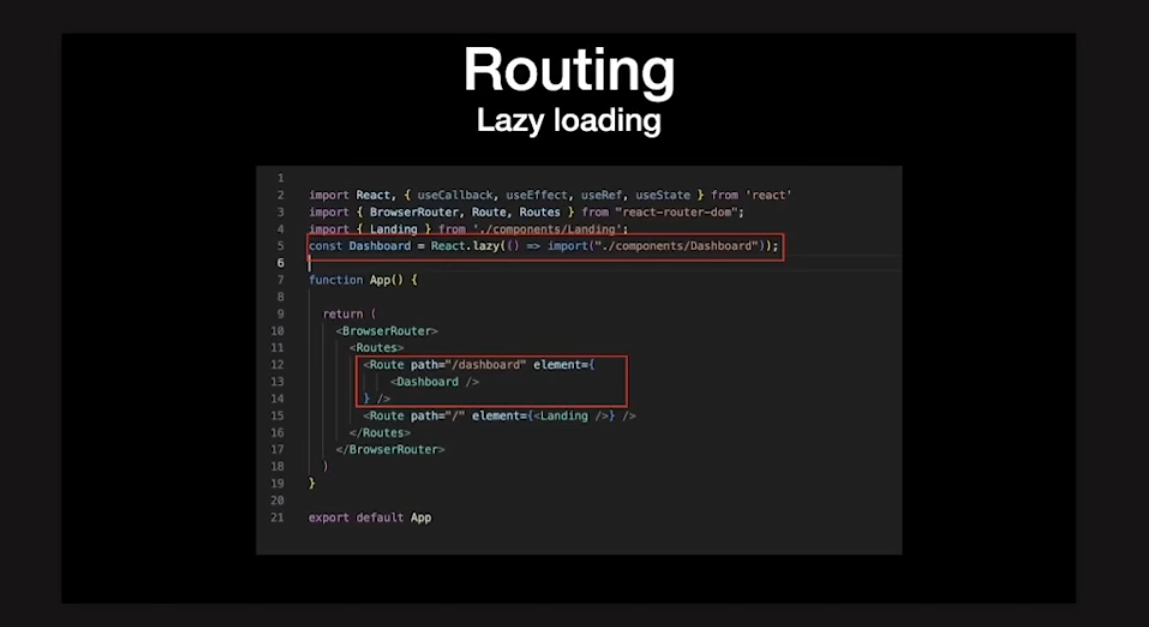 Routing
Lazy loading
1
2 import React, { useCallback, useEffect, useRef, useState } from 'react'
3 import { BrowserRouter, Route, Routes } from "react-router-dom";
4 import { Landing } from './components/Landing';
5 const Dashboard = React.lazy(() => import("./components/Dashboard"));
6
7 function App() {
8
9 return (
10 <BrowserRouter>
11 <Routes>
12 <Route path="/dashboard" element={
13 <Dashboard />
14 } />
15 <Route path="/" element={<Landing />} />
16 </Routes>
17 </BrowserRouter>
18 )
19 }
20
21 export default App